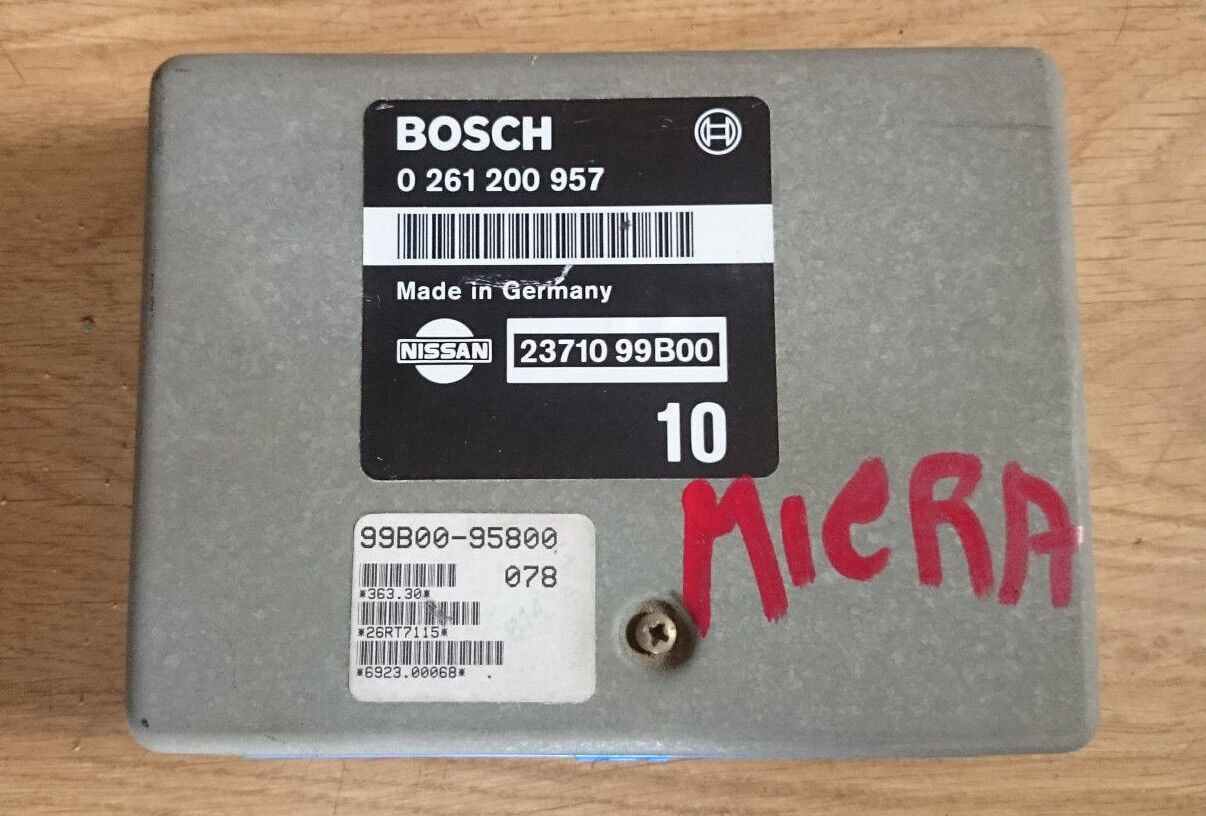 BOSCH
0 261 200 957
Made in Germany
NISSAN
23710 99B00
10
MICRA
99B00-95800
078
*363.30*
*26RT7115*
*6923.00068*